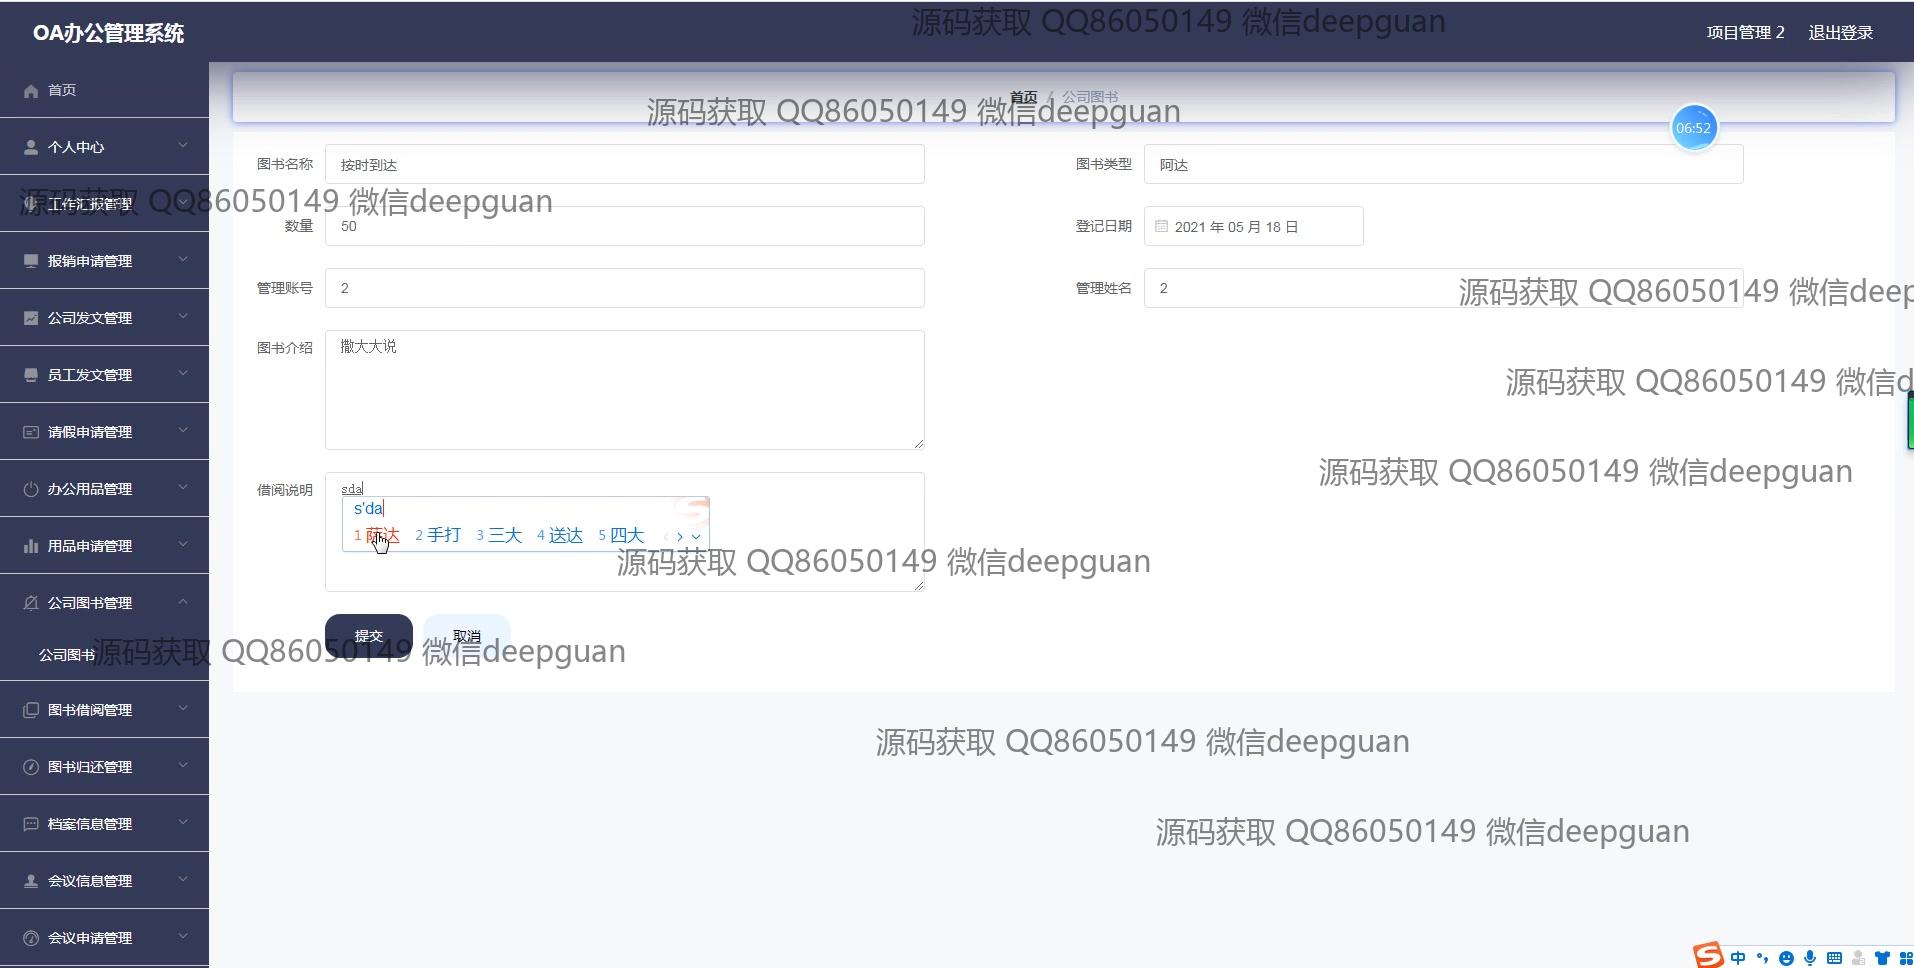 OA办公管理系统
源码获取 QQ86050149 微信deepguan
项目管理 2
退出登录
首页
首页 / 公司图书
源码获取 QQ86050149 微信deepguan
06:52
个人中心
图书名称
按时到达
图书类型
阿达
工作汇报管理
源码获取 QQ86050149 微信deepguan
数量
50
登记日期
2021 年 05 月 18 日
报销申请管理
管理账号
2
管理姓名
2
源码获取 QQ86050149 微信deep
公司发文管理
图书介绍
撒大大说
员工发文管理
源码获取 QQ86050149 微信d
请假申请管理
源码获取 QQ86050149 微信deepguan
办公用品管理
借阅说明
sda
s'da
1 萨达 2 手打 3 三大 4 送达 5 四大
用品申请管理
源码获取 QQ86050149 微信deepguan
公司图书管理
提交
取消
公司图书
源码获取 QQ86050149 微信deepguan
图书借阅管理
源码获取 QQ86050149 微信deepguan
图书归还管理
档案信息管理
源码获取 QQ86050149 微信deepguan
会议信息管理
会议申请管理
S 中